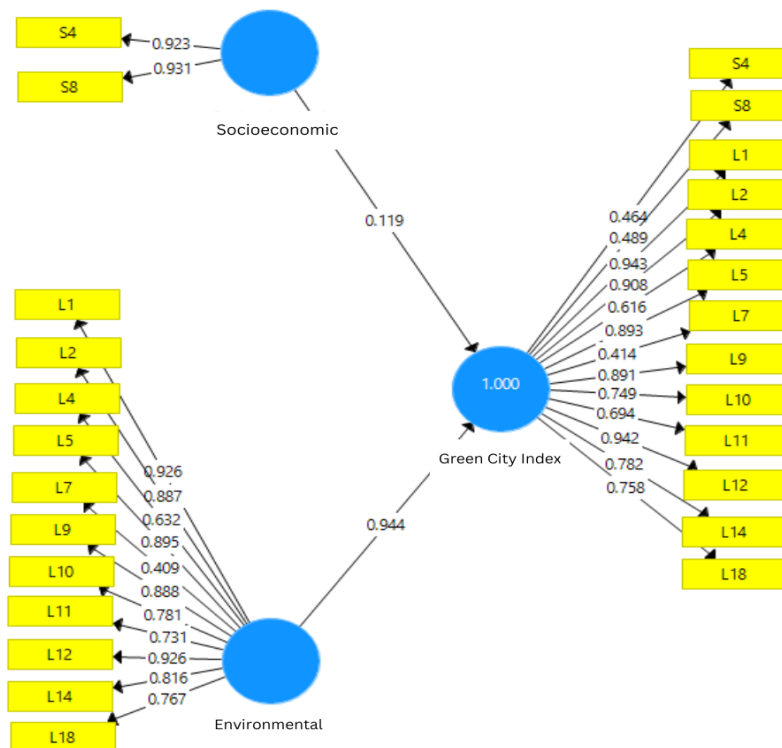 S4
0.923
S8
0.931
Socioeconomic
0.119
L1
L2
L4
L5
L7
L9
L10
L11
L12
L14
L18
0.926
0.887
0.632
0.895
0.409
0.888
0.781
0.731
0.926
0.816
0.767
Environmental
0.944
1.000
Green City Index
0.464
0.489
0.943
0.908
0.616
0.893
0.414
0.891
0.749
0.694
0.942
0.782
0.758
S4
S8
L1
L2
L4
L5
L7
L9
L10
L11
L12
L14
L18